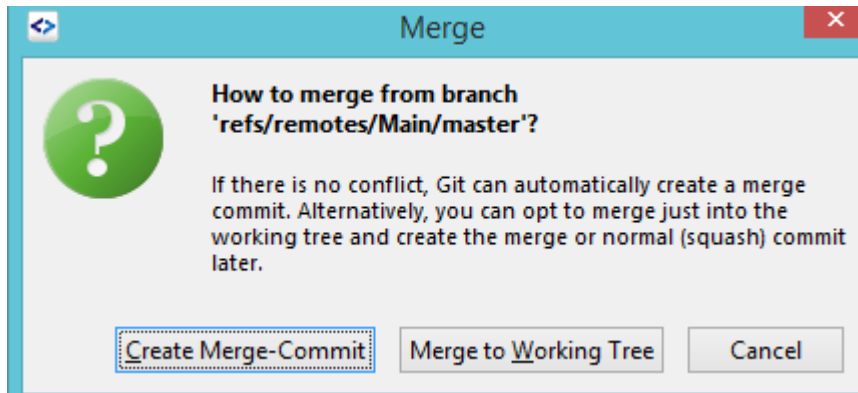 Merge
How to merge from branch
'refs/remotes/Main/master'?
If there is no conflict, Git can automatically create a merge
commit. Alternatively, you can opt to merge just into the
working tree and create the merge or normal (squash) commit
later.
Create Merge-Commit
Merge to Working Tree
Cancel